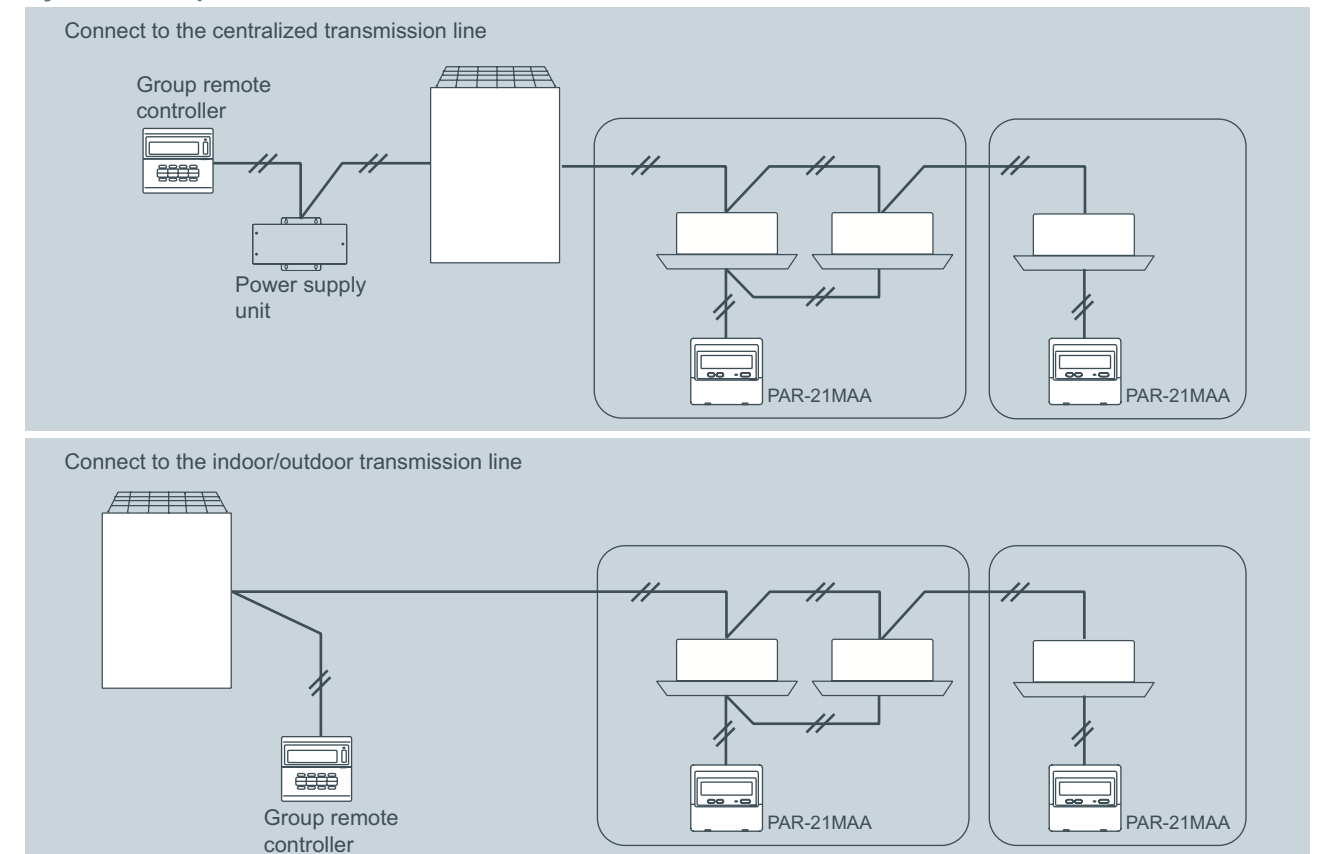 Connect to the centralized transmission line
Group remote
controller
Power supply
unit
PAR-21MAA
PAR-21MAA
Connect to the indoor/outdoor transmission line
Group remote
controller
PAR-21MAA
PAR-21MAA